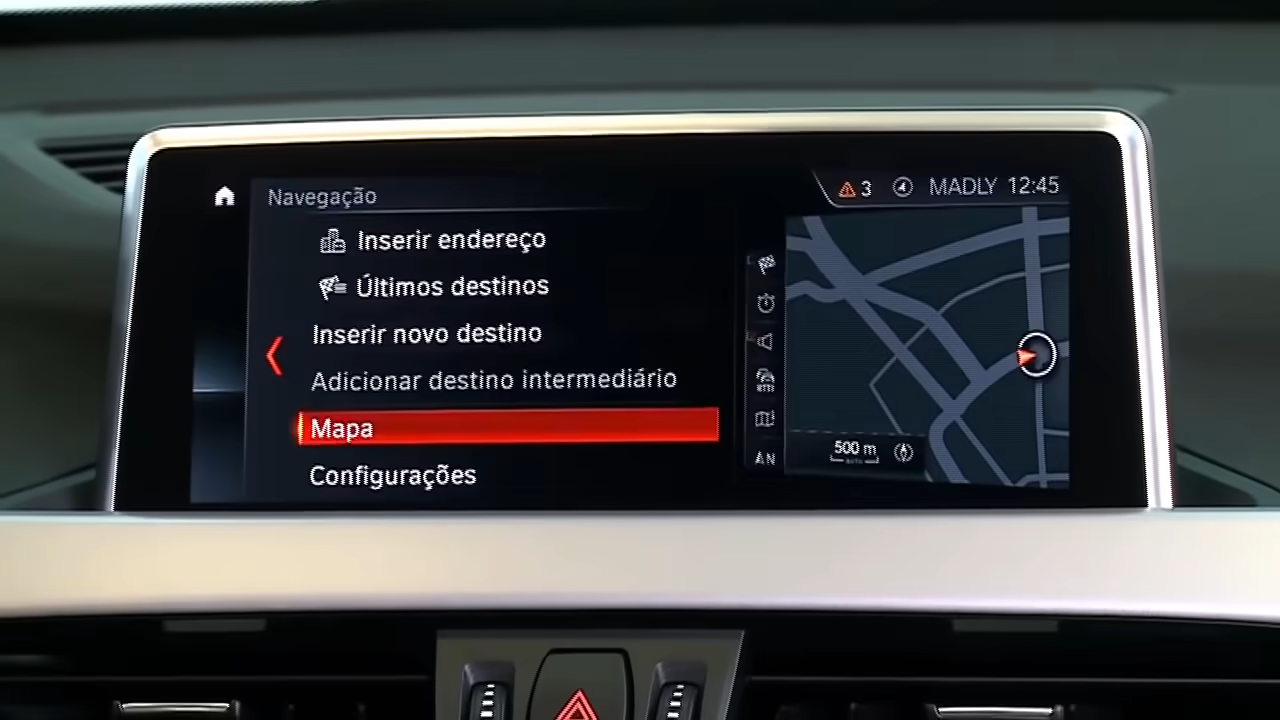 Navegação
3 MADLY 12:45
Inserir endereço
Últimos destinos
Inserir novo destino
Adicionar destino intermediário
Mapa
Configurações
AN
500 m